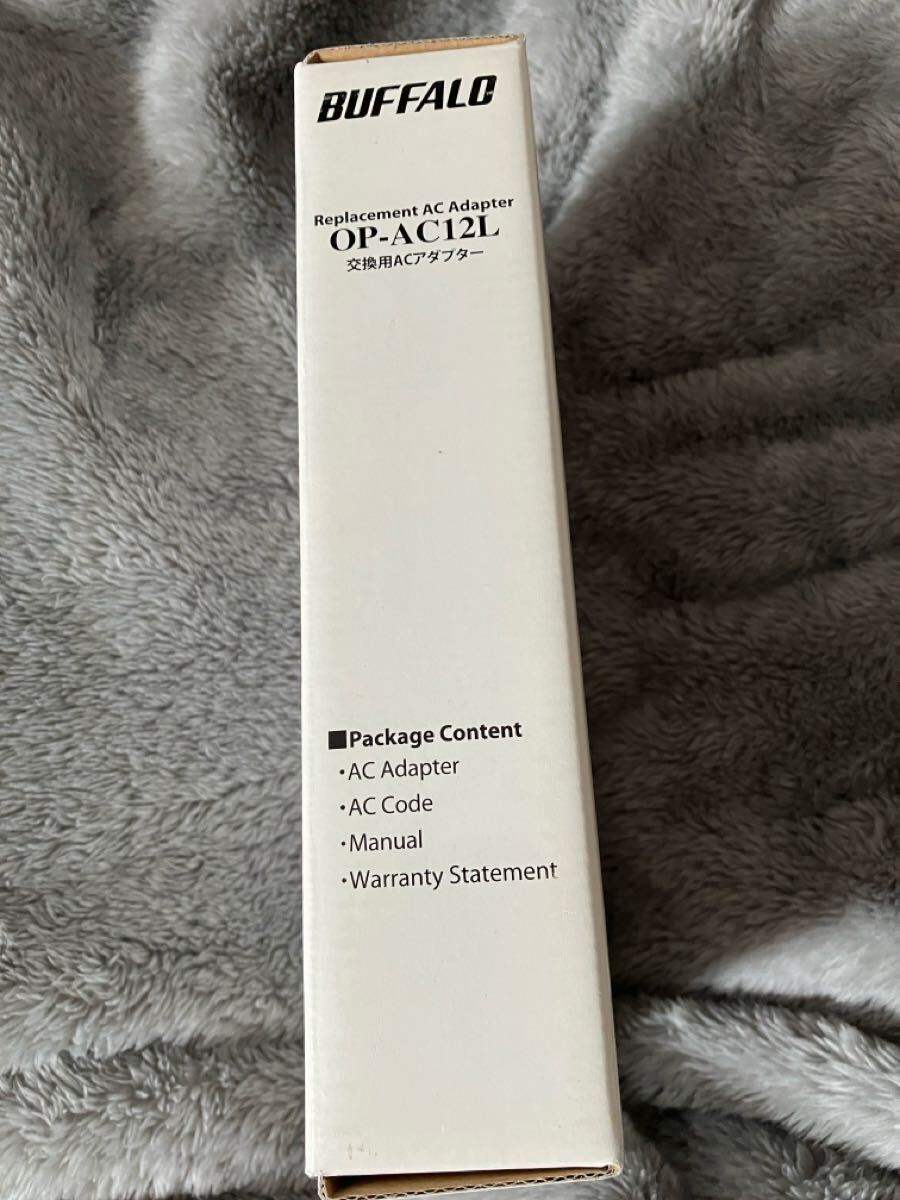 BUFFALO
Replacement AC Adapter
OP-AC12L
交換用ACアダプター
■Package Content
・AC Adapter
・AC Code
・Manual
・Warranty Statement